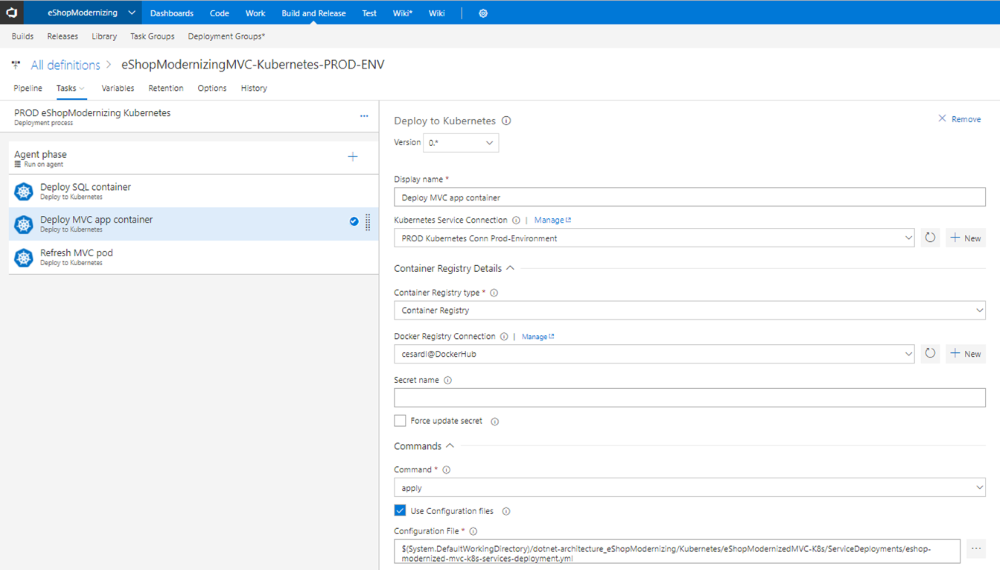 eShopModernizing Dashboards Code Work Build and Release Test Wiki* Wiki
Builds Releases Library Task Groups Deployment Groups*
All definitions > eShopModernizingMVC-Kubernetes-PROD-ENV
Pipeline Tasks Variables Retention Options History
PROD eShopModernizing Kubernetes
Deployment process
...
Agent phase
Run on agent
Deploy SQL container
Deploy to Kubernetes
Deploy MVC app container
Deploy to Kubernetes
Refresh MVC pod
Deploy to Kubernetes
Deploy to Kubernetes
Remove
Version 0.*
Display name *
Deploy MVC app container
Kubernetes Service Connection | Manage
PROD Kubernetes Conn Prod-Environment
New
Container Registry Details
Container Registry type *
Container Registry
Docker Registry Connection | Manage
cesardl@DockerHub
New
Secret name
Force update secret
Commands
Command *
apply
Use Configuration files
Configuration File *
$(System.DefaultWorkingDirectory)/dotnet-architecture_eShopModernizing/Kubernetes/eShopModernizedMVC-K8s/ServiceDeployments/eshop-
modernized-mvc-k8s-services-deployment.yml
...